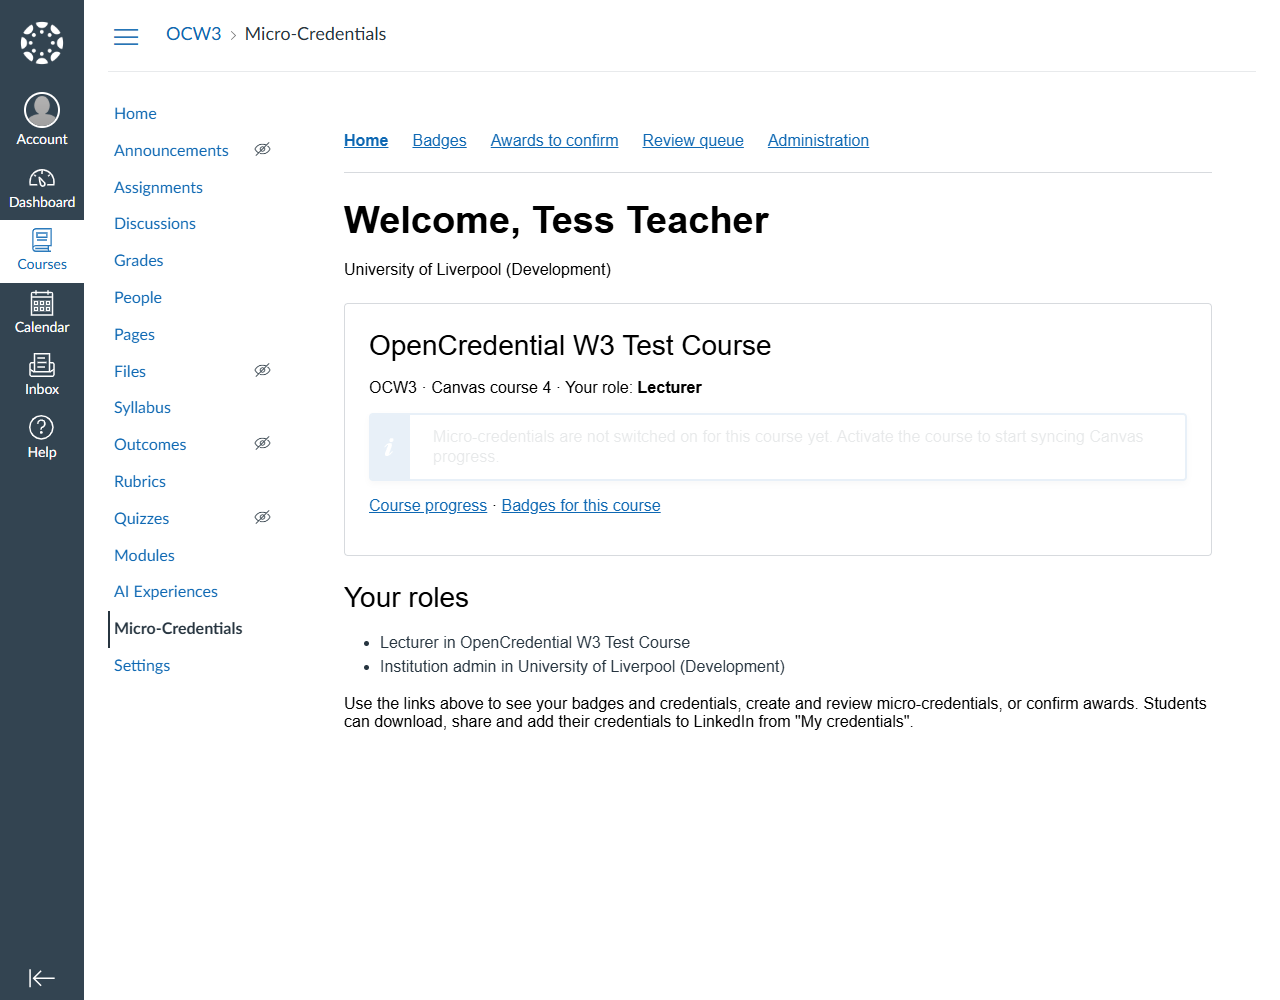 OCW3 > Micro-Credentials
Account
Dashboard
Courses
Calendar
Inbox
Help
Home
Announcements
Assignments
Discussions
Grades
People
Pages
Files
Syllabus
Outcomes
Rubrics
Quizzes
Modules
AI Experiences
Micro-Credentials
Settings
Home Badges Awards to confirm Review queue Administration
Welcome, Tess Teacher
University of Liverpool (Development)
OpenCredential W3 Test Course
OCW3 · Canvas course 4 · Your role: Lecturer
Micro-credentials are not switched on for this course yet. Activate the course to start syncing Canvas
progress.
Course progress · Badges for this course
Your roles
• Lecturer in OpenCredential W3 Test Course
• Institution admin in University of Liverpool (Development)
Use the links above to see your badges and credentials, create and review micro-credentials, or confirm awards. Students
can download, share and add their credentials to LinkedIn from "My credentials".